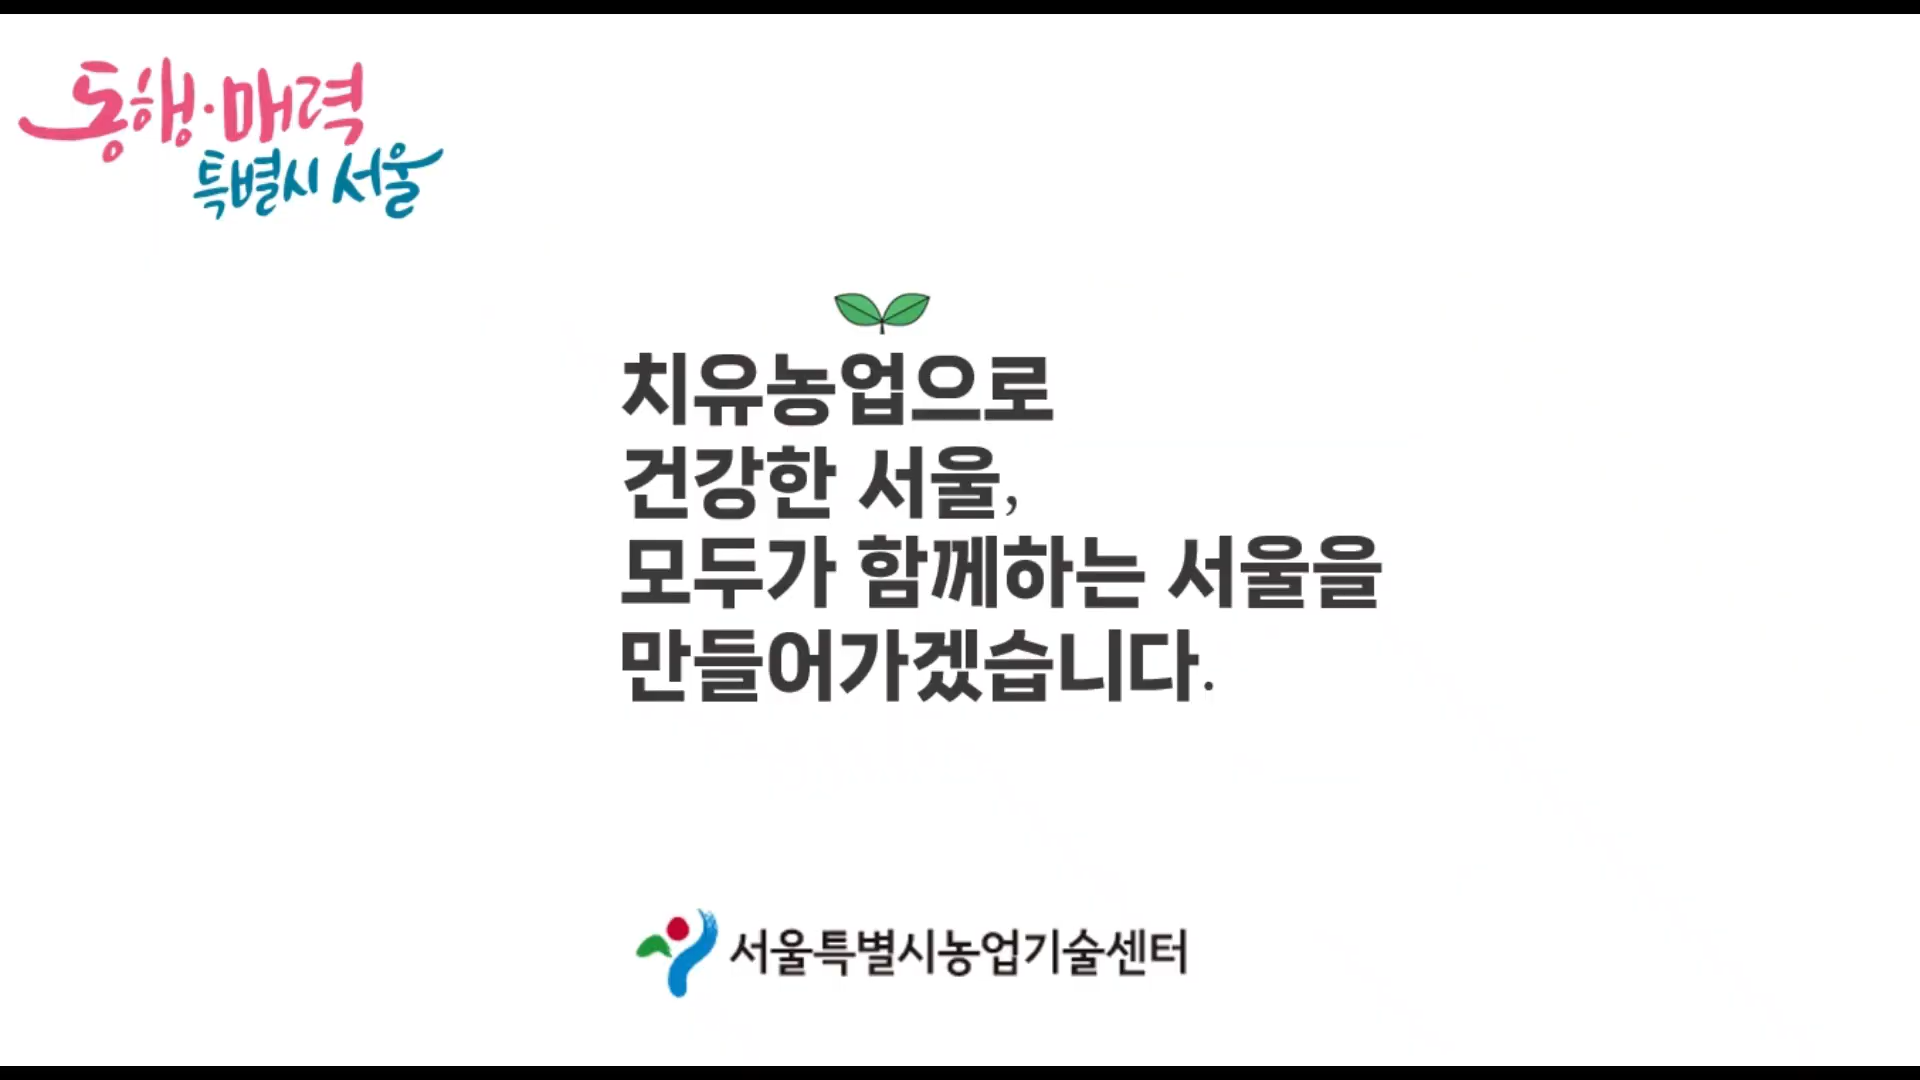 동행·매력
특별시 서울
치유농업으로
건강한 서울,
모두가 함께하는 서울을
만들어가겠습니다.
서울특별시농업기술센터